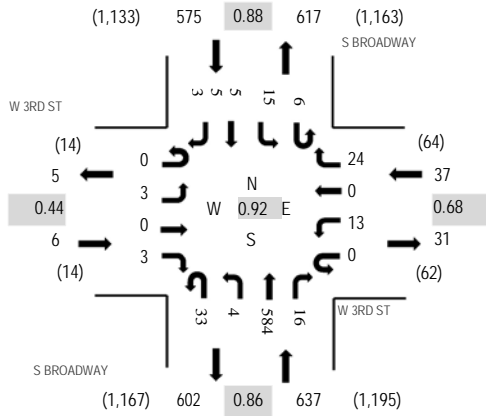 (1,133) 575 0.88 617 (1,163)
S BROADWAY
3 5 5 15 6
W 3RD ST
(14) 0 24 (64)
5 3 0 37
N
0.44 W 0.92 E 0.68
0 13
6 S 31
(14) 3 0 (62)
33 4 584 16
W 3RD ST
S BROADWAY
(1,167) 602 0.86 637 (1,195)